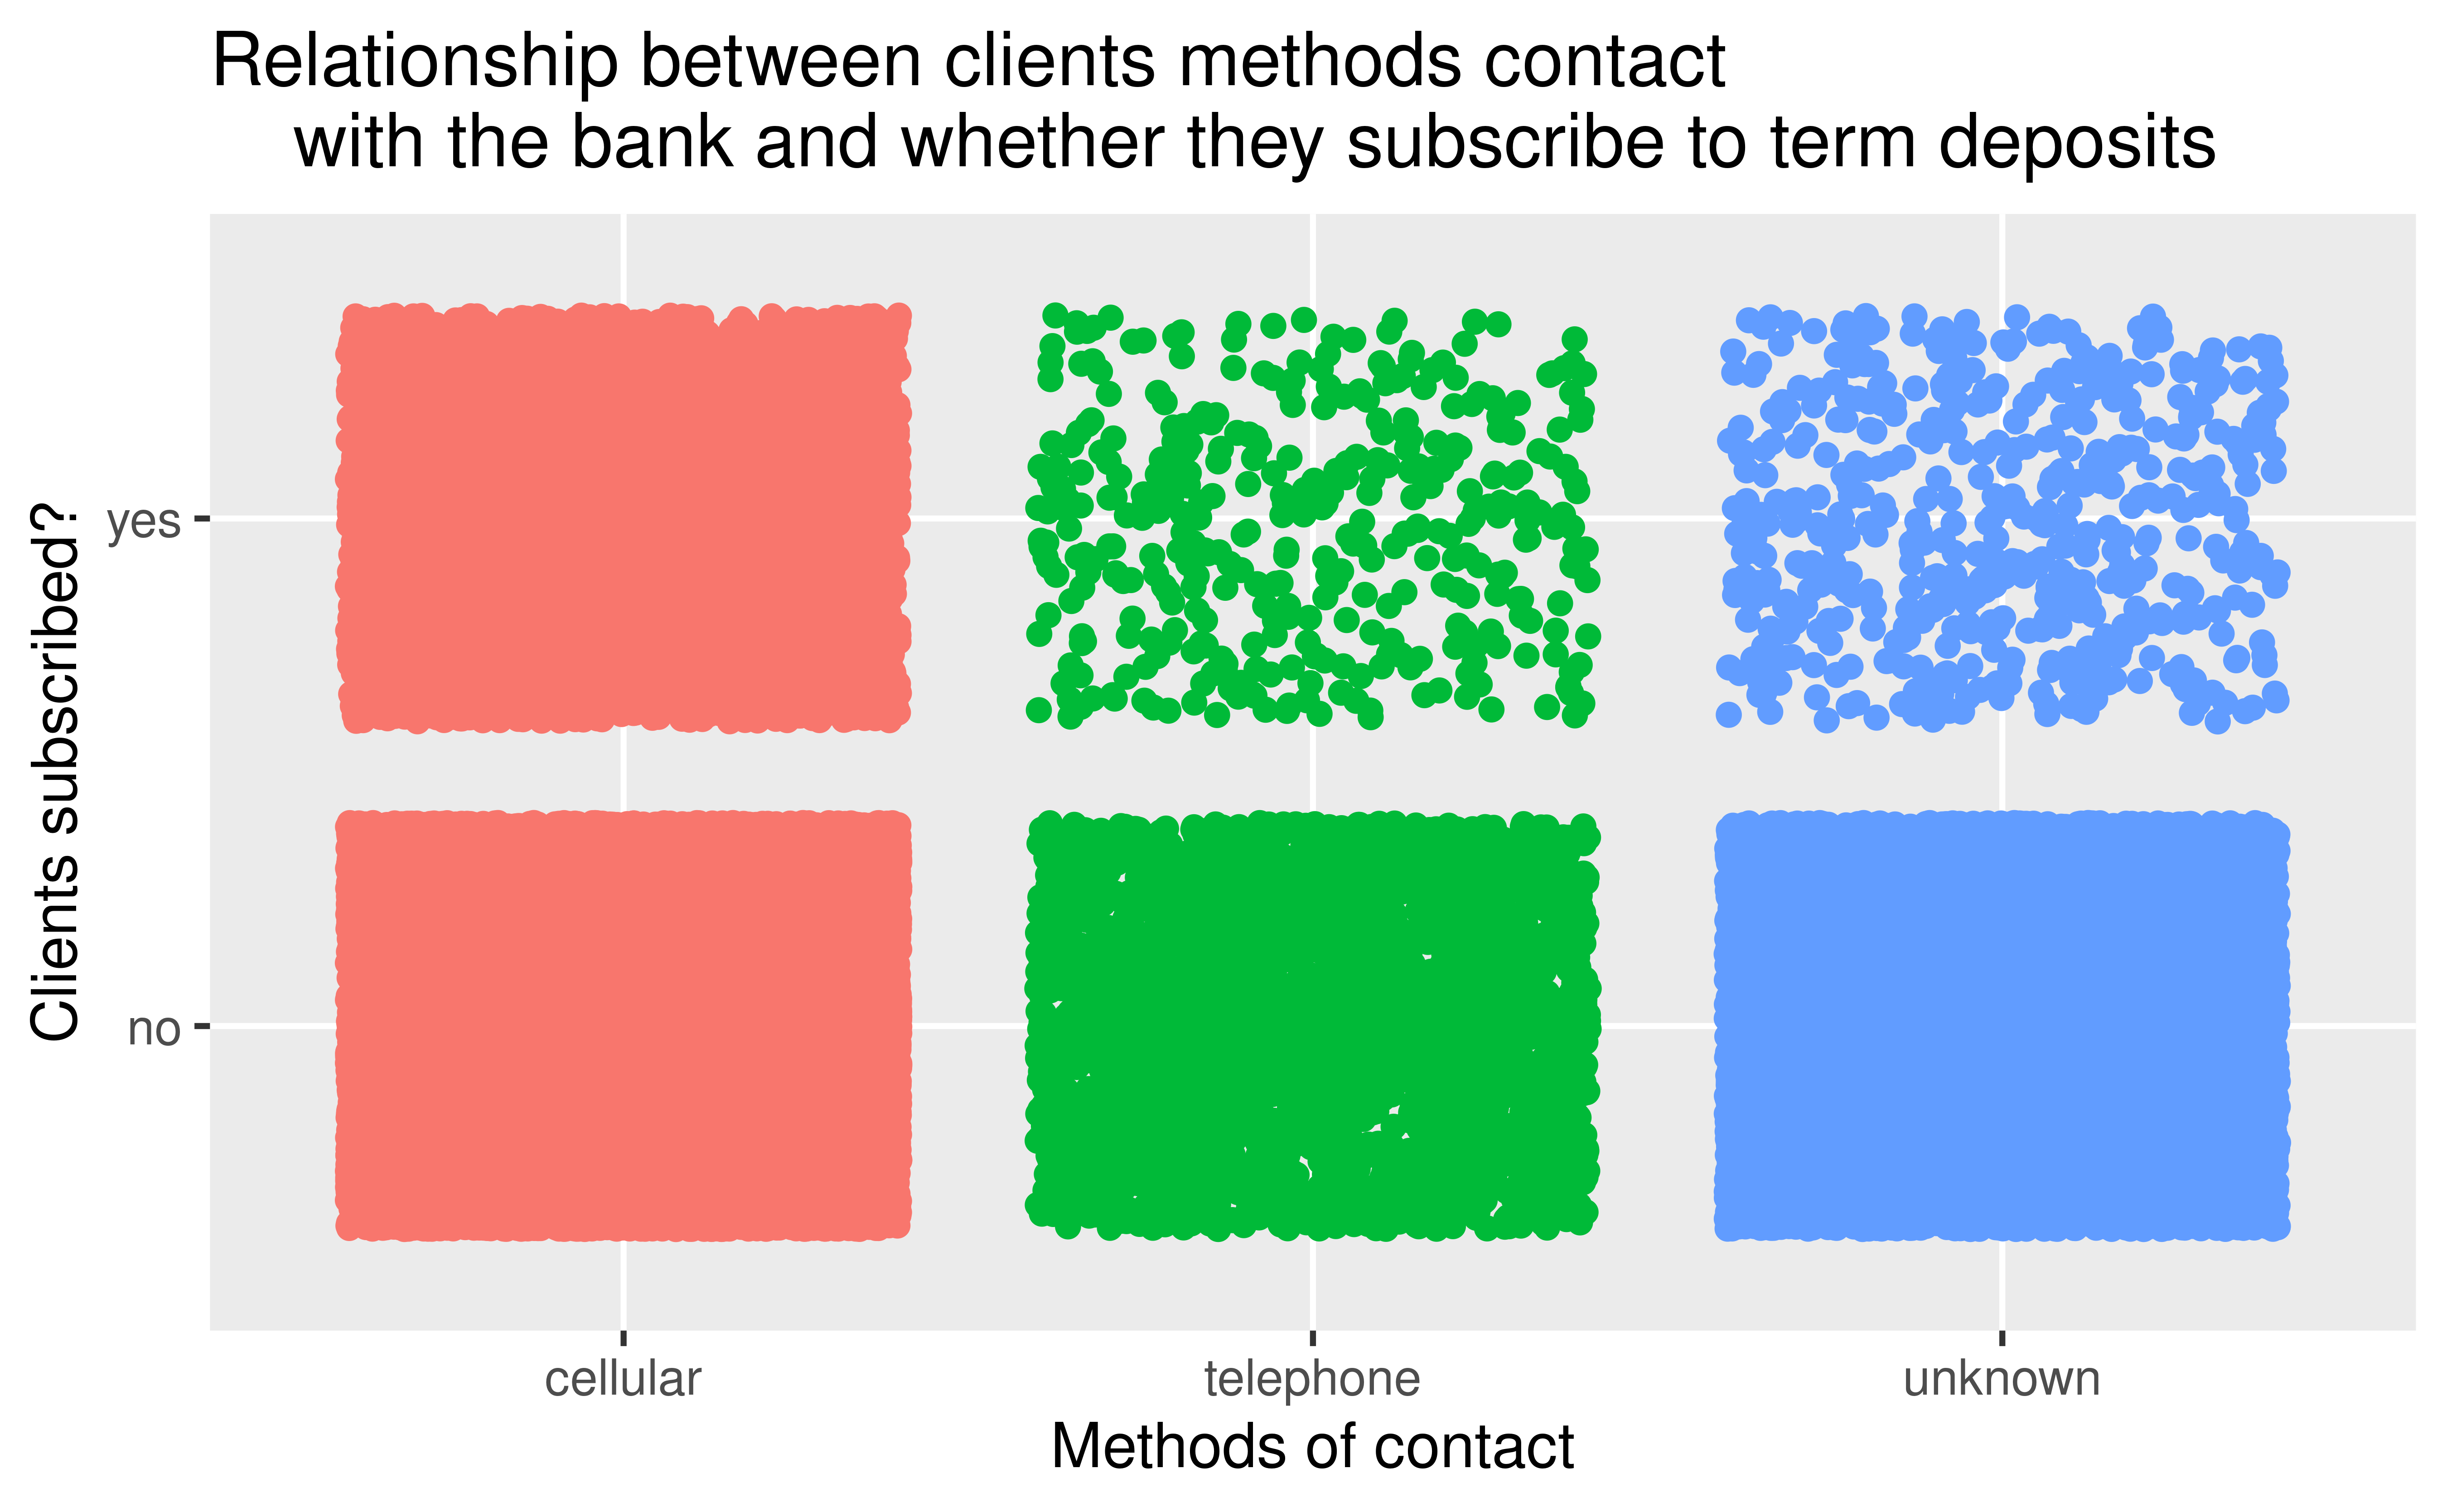 Relationship between clients methods contact
with the bank and whether they subscribe to term deposits
Clients subscribed?
yes
no
cellular telephone unknown
Methods of contact